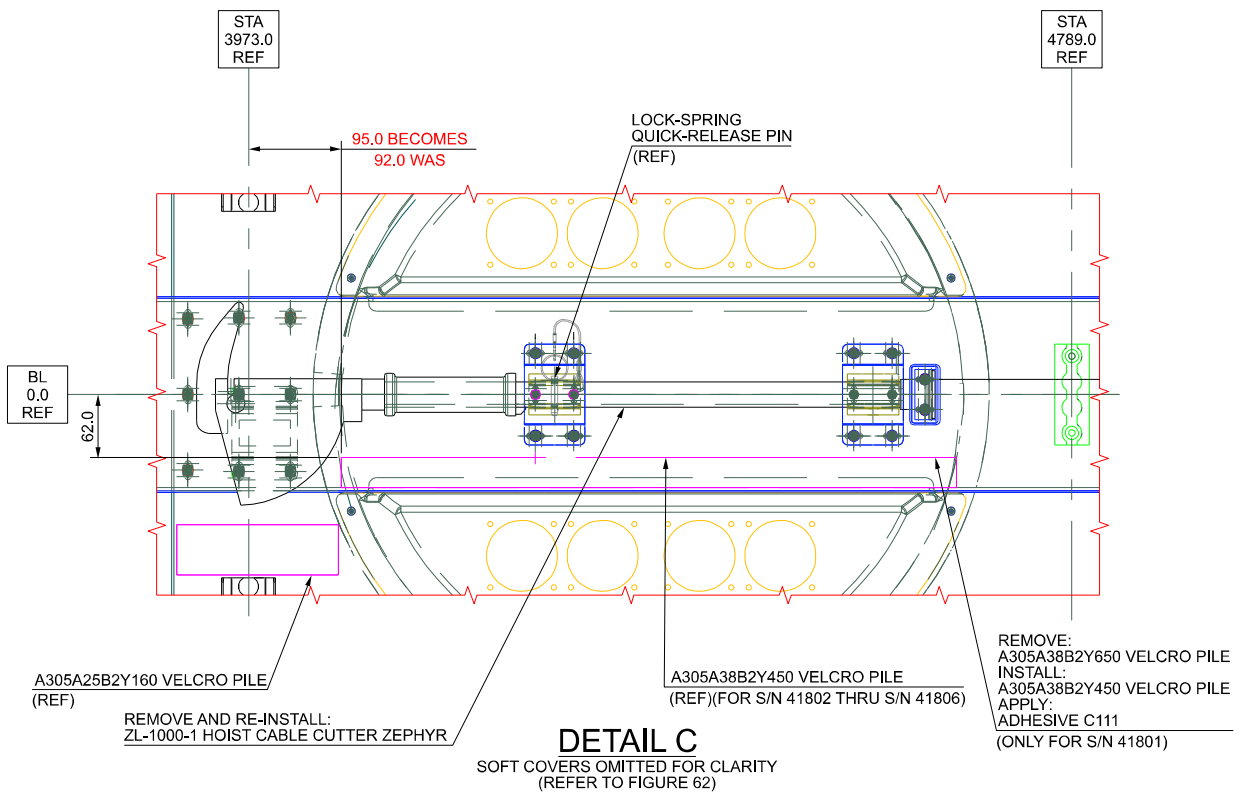 STA
3973.0
REF
STA
4789.0
REF
95.0 BECOMES
92.0 WAS
LOCK-SPRING
QUICK-RELEASE PIN
(REF)
BL
0.0
REF
62.0
A305A25B2Y160 VELCRO PILE
(REF)
REMOVE AND RE-INSTALL:
ZL-1000-1 HOIST CABLE CUTTER ZEPHYR
A305A38B2Y450 VELCRO PILE
(REF)(FOR S/N 41802 THRU S/N 41806)
REMOVE:
A305A38B2Y650 VELCRO PILE
INSTALL:
A305A38B2Y450 VELCRO PILE
APPLY:
ADHESIVE C111
(ONLY FOR S/N 41801)
DETAIL C
SOFT COVERS OMITTED FOR CLARITY
(REFER TO FIGURE 62)